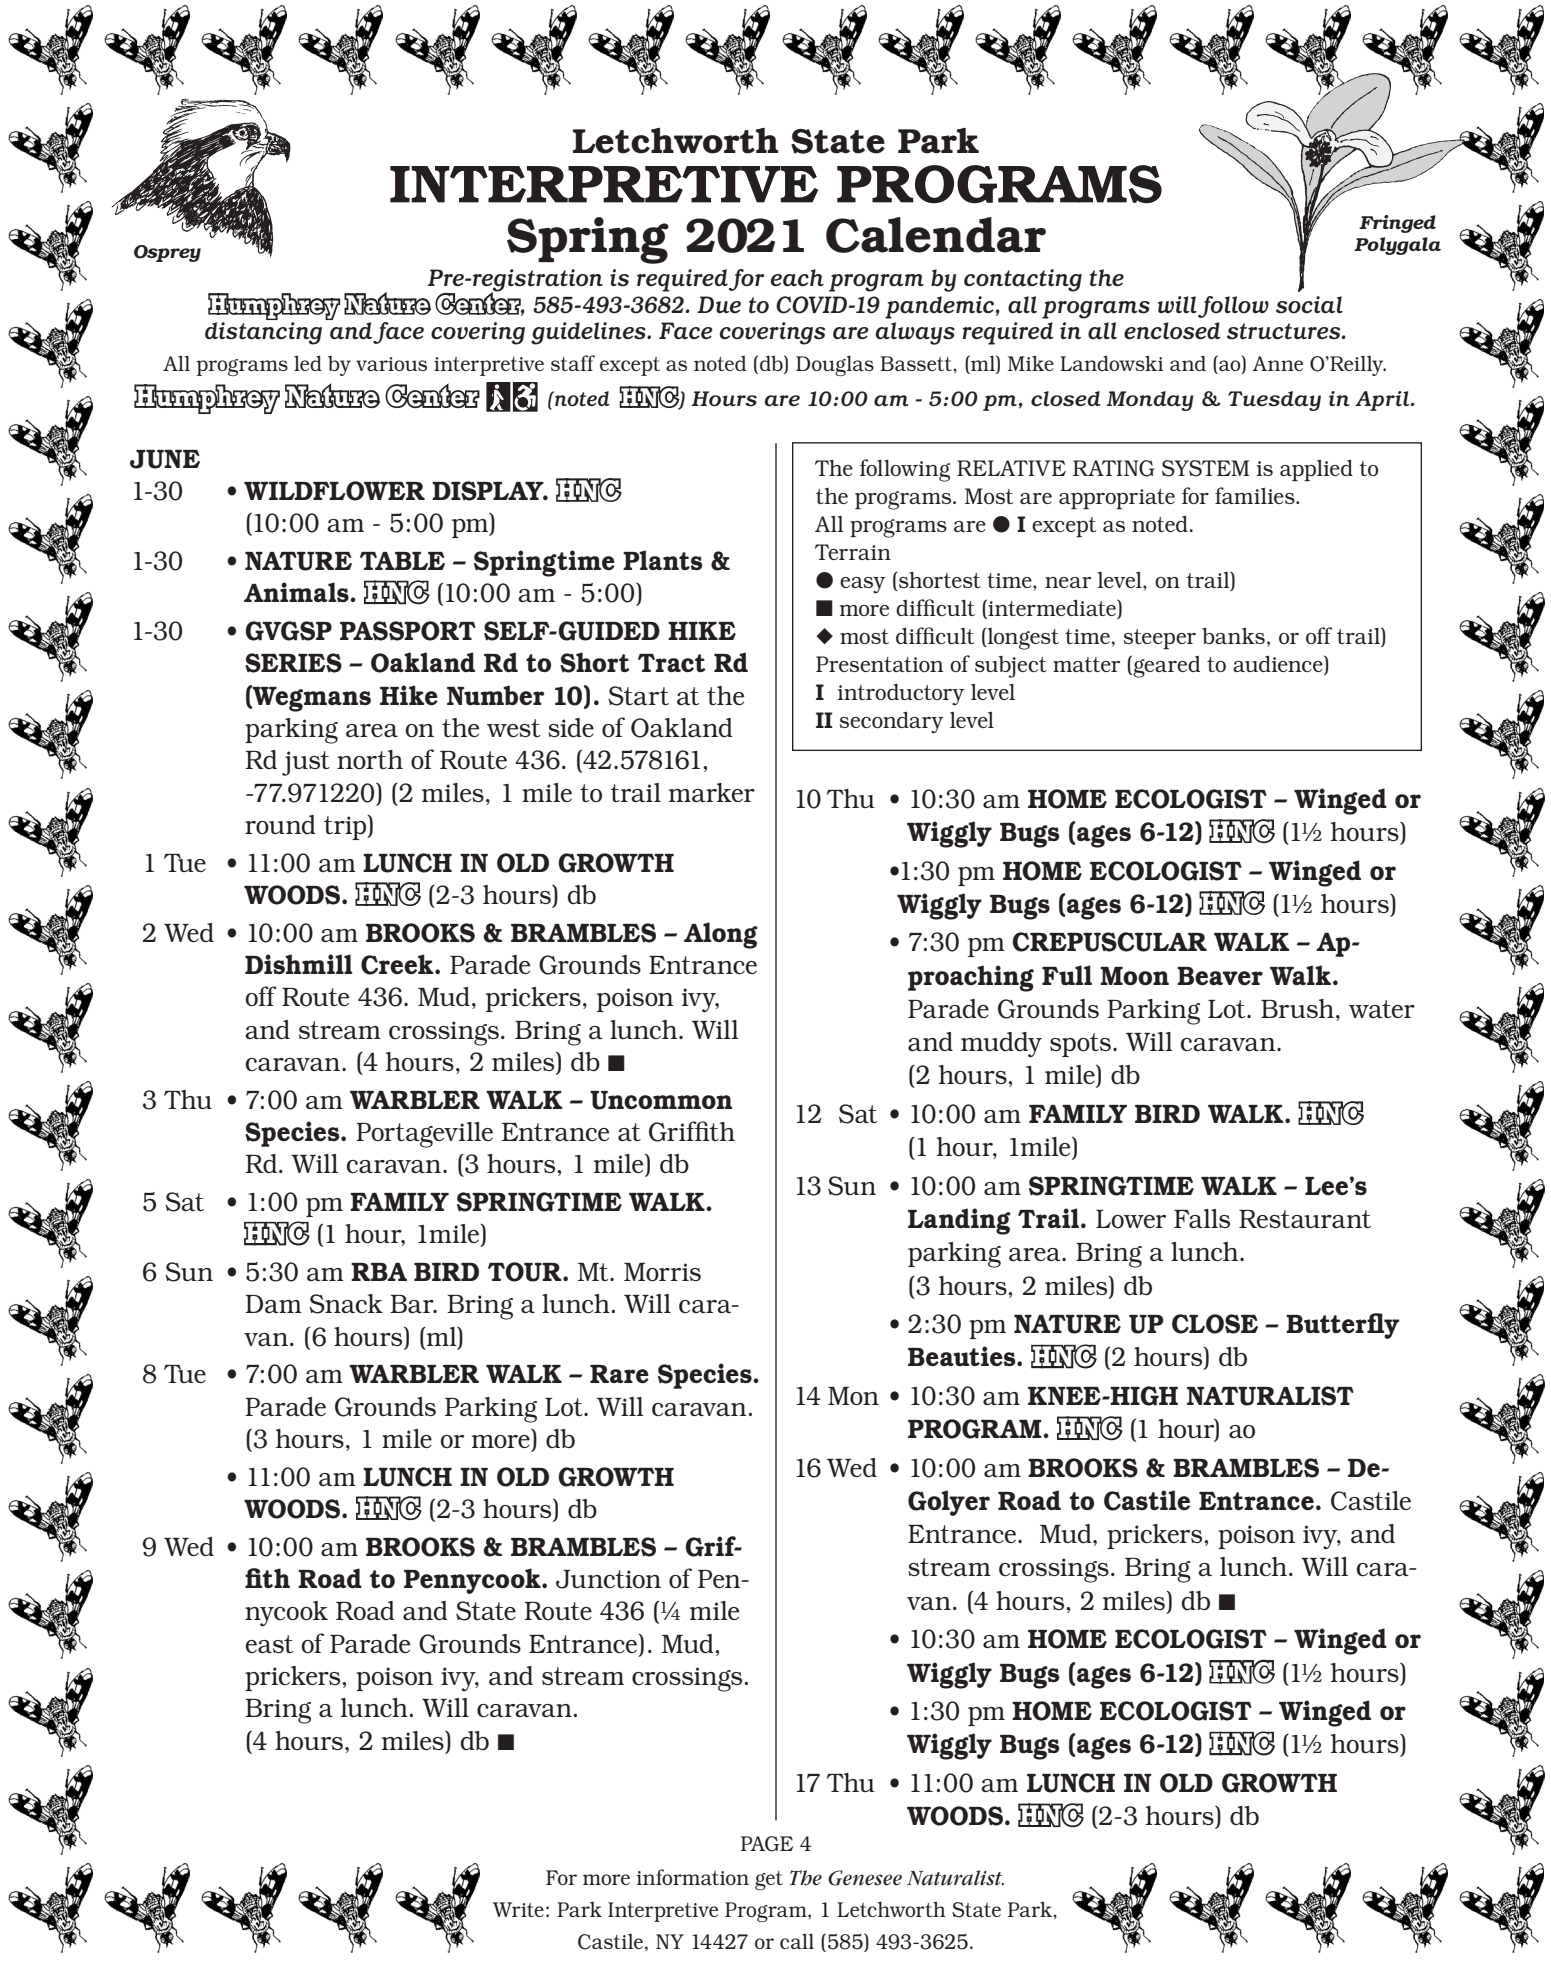 Letchworth State Park
INTERPRETIVE PROGRAMS
Spring 2021 Calendar
Osprey
Fringed
Polygala
Pre-registration is required for each program by contacting the
Humphrey Nature Center, 585-493-3682. Due to COVID-19 pandemic, all programs will follow social
distancing and face covering guidelines. Face coverings are always required in all enclosed structures.
All programs led by various interpretive staff except as noted (db) Douglas Bassett, (ml) Mike Landowski and (ao) Anne O’Reilly.
Humphrey Nature Center (noted HNC) Hours are 10:00 am - 5:00 pm, closed Monday & Tuesday in April.
JUNE
1-30 • WILDFLOWER DISPLAY. HNC
(10:00 am - 5:00 pm)
1-30 • NATURE TABLE – Springtime Plants &
Animals. HNC (10:00 am - 5:00)
1-30 • GVGSP PASSPORT SELF-GUIDED HIKE
SERIES – Oakland Rd to Short Tract Rd
(Wegmans Hike Number 10). Start at the
parking area on the west side of Oakland
Rd just north of Route 436. (42.578161,
-77.971220) (2 miles, 1 mile to trail marker
round trip)
1 Tue • 11:00 am LUNCH IN OLD GROWTH
WOODS. HNC (2-3 hours) db
2 Wed • 10:00 am BROOKS & BRAMBLES – Along
Dishmill Creek. Parade Grounds Entrance
off Route 436. Mud, prickers, poison ivy,
and stream crossings. Bring a lunch. Will
caravan. (4 hours, 2 miles) db ■
3 Thu • 7:00 am WARBLER WALK – Uncommon
Species. Portageville Entrance at Griffith
Rd. Will caravan. (3 hours, 1 mile) db
5 Sat • 1:00 pm FAMILY SPRINGTIME WALK.
HNC (1 hour, 1mile)
6 Sun • 5:30 am RBA BIRD TOUR. Mt. Morris
Dam Snack Bar. Bring a lunch. Will cara-
van. (6 hours) (ml)
8 Tue • 7:00 am WARBLER WALK – Rare Species.
Parade Grounds Parking Lot. Will caravan.
(3 hours, 1 mile or more) db
• 11:00 am LUNCH IN OLD GROWTH
WOODS. HNC (2-3 hours) db
9 Wed • 10:00 am BROOKS & BRAMBLES – Grif-
fith Road to Pennycook. Junction of Pen-
nycook Road and State Route 436 (¼ mile
east of Parade Grounds Entrance). Mud,
prickers, poison ivy, and stream crossings.
Bring a lunch. Will caravan.
(4 hours, 2 miles) db ■
The following RELATIVE RATING SYSTEM is applied to
the programs. Most are appropriate for families.
All programs are ● I except as noted.
Terrain
● easy (shortest time, near level, on trail)
■ more difficult (intermediate)
◆ most difficult (longest time, steeper banks, or off trail)
Presentation of subject matter (geared to audience)
I introductory level
II secondary level
10 Thu • 10:30 am HOME ECOLOGIST – Winged or
Wiggly Bugs (ages 6-12) HNC (1½ hours)
•1:30 pm HOME ECOLOGIST – Winged or
Wiggly Bugs (ages 6-12) HNC (1½ hours)
• 7:30 pm CREPUSCULAR WALK – Ap-
proaching Full Moon Beaver Walk.
Parade Grounds Parking Lot. Brush, water
and muddy spots. Will caravan.
(2 hours, 1 mile) db
12 Sat • 10:00 am FAMILY BIRD WALK. HNC
(1 hour, 1mile)
13 Sun • 10:00 am SPRINGTIME WALK – Lee’s
Landing Trail. Lower Falls Restaurant
parking area. Bring a lunch.
(3 hours, 2 miles) db
• 2:30 pm NATURE UP CLOSE – Butterfly
Beauties. HNC (2 hours) db
14 Mon • 10:30 am KNEE-HIGH NATURALIST
PROGRAM. HNC (1 hour) ao
16 Wed • 10:00 am BROOKS & BRAMBLES – De-
Golyer Road to Castile Entrance. Castile
Entrance. Mud, prickers, poison ivy, and
stream crossings. Bring a lunch. Will cara-
van. (4 hours, 2 miles) db ■
• 10:30 am HOME ECOLOGIST – Winged or
Wiggly Bugs (ages 6-12) HNC (1½ hours)
• 1:30 pm HOME ECOLOGIST – Winged or
Wiggly Bugs (ages 6-12) HNC (1½ hours)
17 Thu • 11:00 am LUNCH IN OLD GROWTH
WOODS. HNC (2-3 hours) db
PAGE 4
For more information get The Genesee Naturalist.
Write: Park Interpretive Program, 1 Letchworth State Park,
Castile, NY 14427 or call (585) 493-3625.